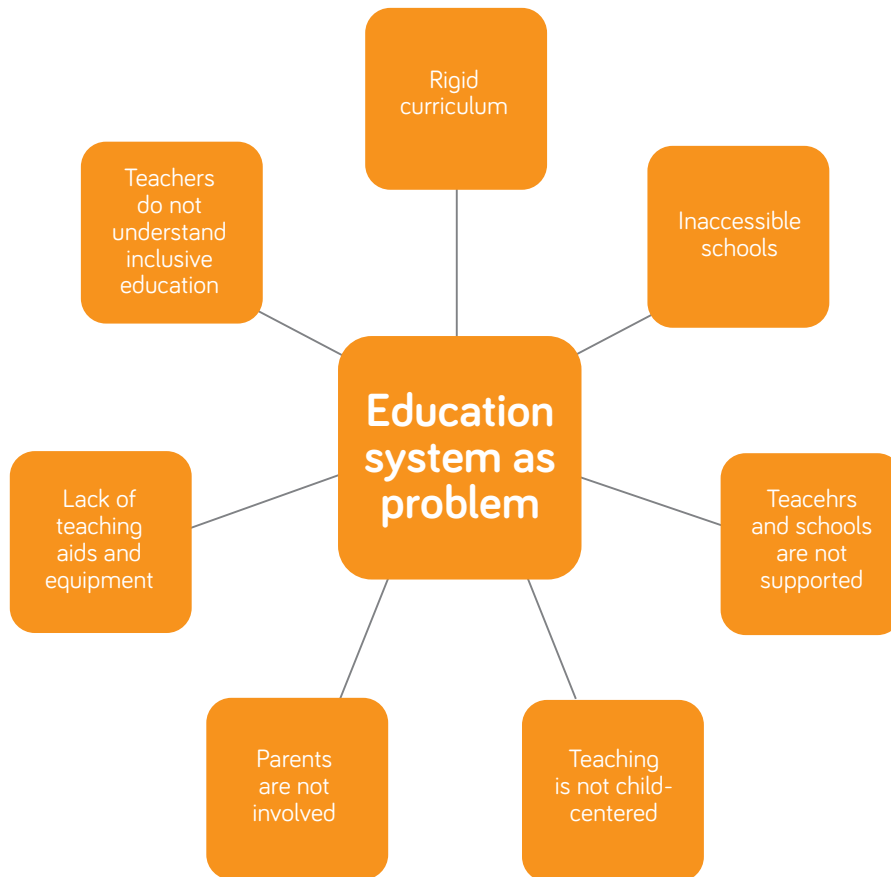 Rigid
curriculum
Teachers
do not
understand
inclusive
education
Inaccessible
schools
Education
system as
problem
Lack of
teaching
aids and
equipment
Teacehrs
and schools
are not
supported
Parents
are not
involved
Teaching
is not child-
centered